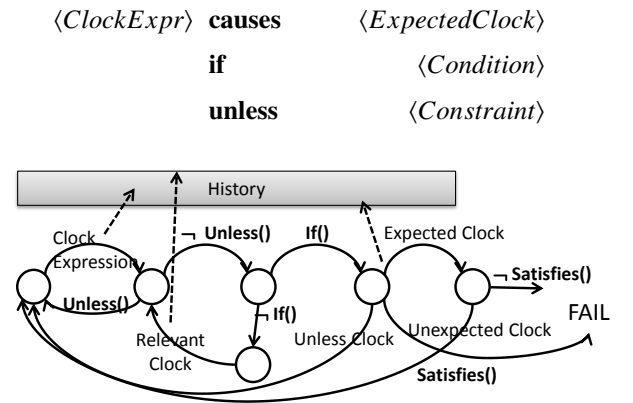 ⟨ClockExpr⟩ causes ⟨ExpectedClock⟩
if ⟨Condition⟩
unless ⟨Constraint⟩
History
Clock
Expression
¬ Unless()
If()
Expected Clock
¬ Satisfies()
Unless()
¬ If()
FAIL
Relevant
Clock
Unless Clock
Unexpected Clock
Satisfies()